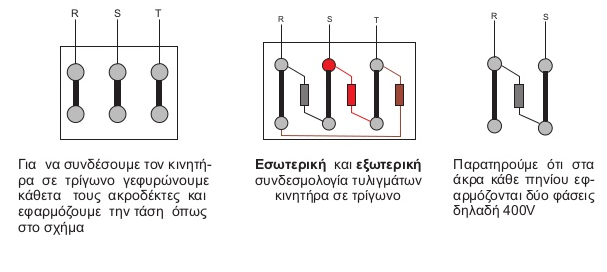 R S T
R S T
R S
Για να συνδέσουμε τον κινητή-
ρα σε τρίγωνο γεφυρώνουμε
κάθετα τους ακροδέκτες και
εφαρμόζουμε την τάση όπως
στο σχήμα
Εσωτερική και εξωτερική
συνδεσμολογία τυλιγμάτων
κινητήρα σε τρίγωνο
Παρατηρούμε ότι στα
άκρα κάθε πηνίου εφ-
αρμόζονται δύο φάσεις
δηλαδή 400V